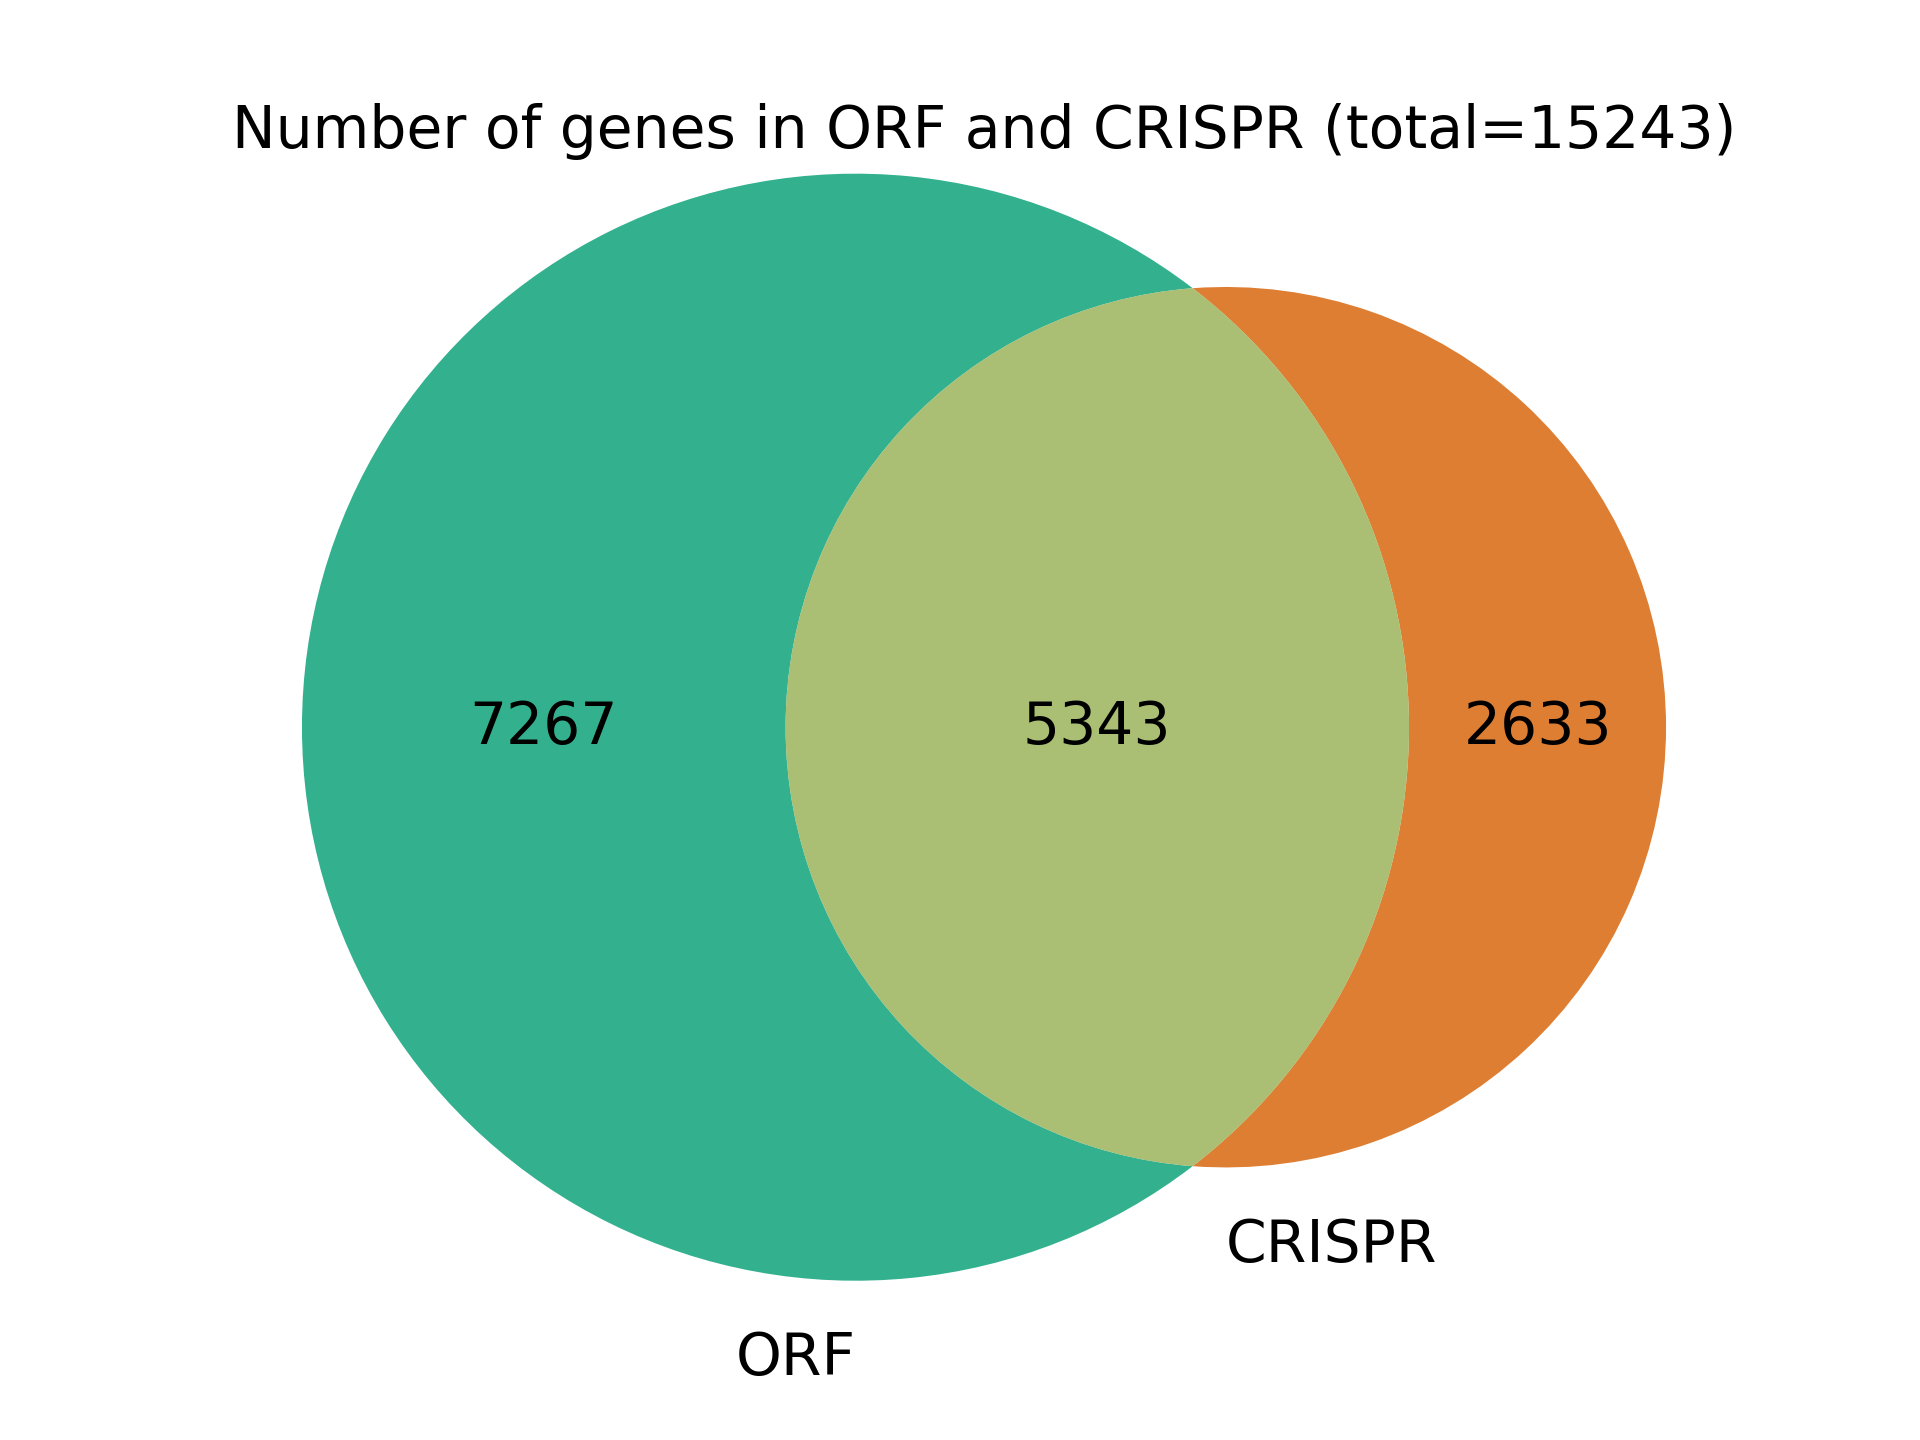 Number of genes in ORF and CRISPR (total=15243)
7267
5343
2633
CRISPR
ORF